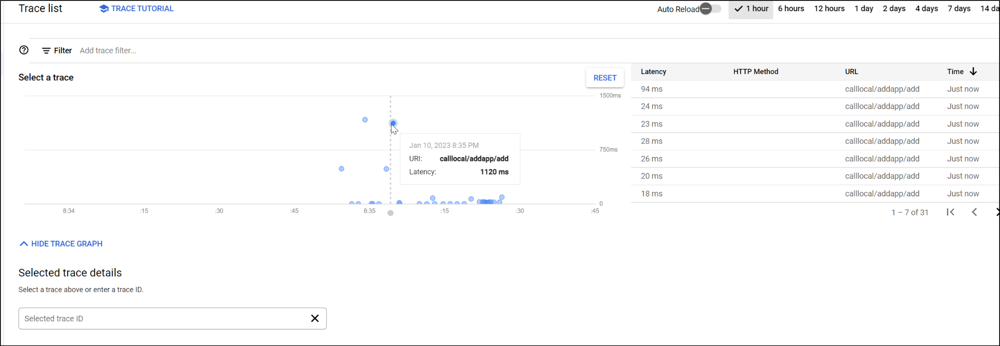 Trace list TRACE TUTORIAL Auto Reload 1 hour 6 hours 12 hours 1 day 2 days 4 days 7 days 14 da
Filter Add trace filter...
Select a trace RESET
1500ms
750ms
0
Jan 10, 2023 8:35 PM
URI: calllocal/addapp/add
Latency: 1120 ms
8:34 :15 :30 :45 8:35 :15 :30 :45
Latency HTTP Method URL Time
94 ms calllocal/addapp/add Just now
24 ms calllocal/addapp/add Just now
23 ms calllocal/addapp/add Just now
28 ms calllocal/addapp/add Just now
26 ms calllocal/addapp/add Just now
20 ms calllocal/addapp/add Just now
18 ms calllocal/addapp/add Just now
1 – 7 of 31
HIDE TRACE GRAPH
Selected trace details
Select a trace above or enter a trace ID.
Selected trace ID